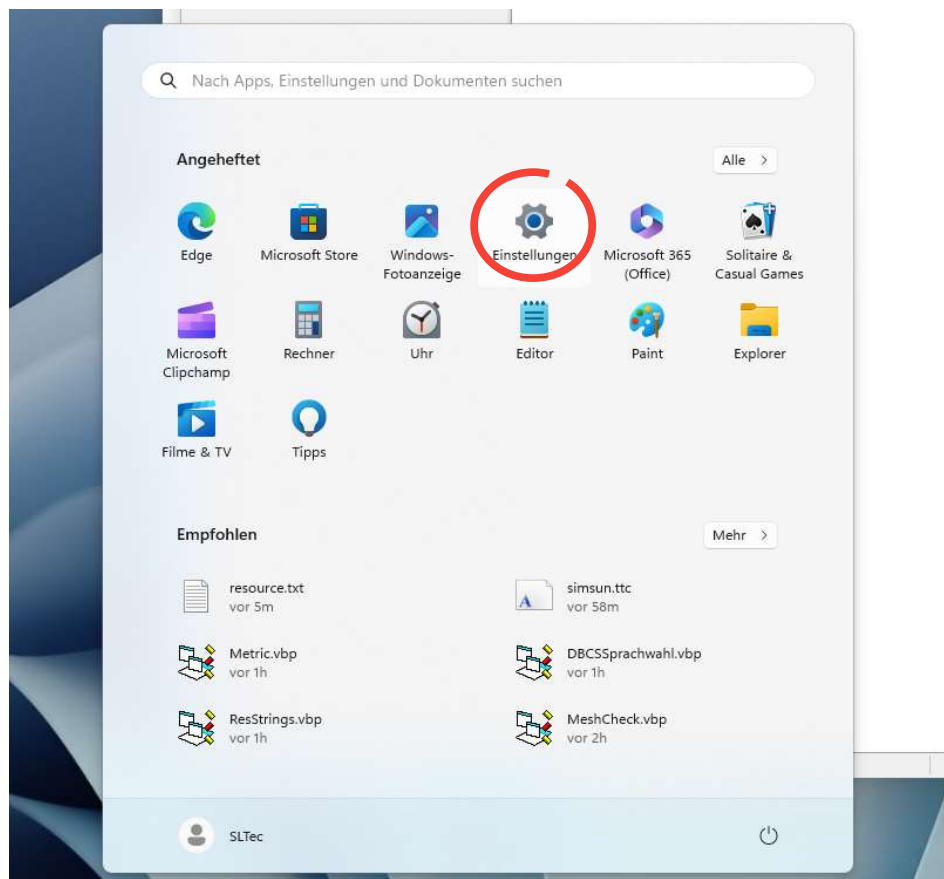 Nach Apps, Einstellungen und Dokumenten suchen
Angeheftet
Alle
Edge
Microsoft Store
Windows-
Fotoanzeige
Einstellungen
Microsoft 365
(Office)
Solitaire &
Casual Games
Microsoft
Clipchamp
Rechner
Uhr
Editor
Paint
Explorer
Filme & TV
Tipps
Empfohlen
Mehr
resource.txt
vor 5m
simsun.ttc
vor 58m
Metric.vbp
vor 1h
DBCSSprachwahl.vbp
vor 1h
ResStrings.vbp
vor 1h
MeshCheck.vbp
vor 2h
SLTec